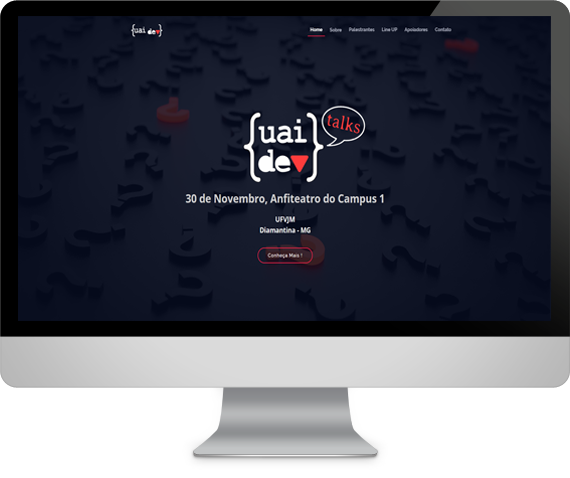 {uai dev}
Home Sobre Palestrantes Line UP Apoiadores Contato
{uai
dev}
talks
30 de Novembro, Anfiteatro do Campus 1
UFVJM
Diamantina - MG
Conheça Mais !